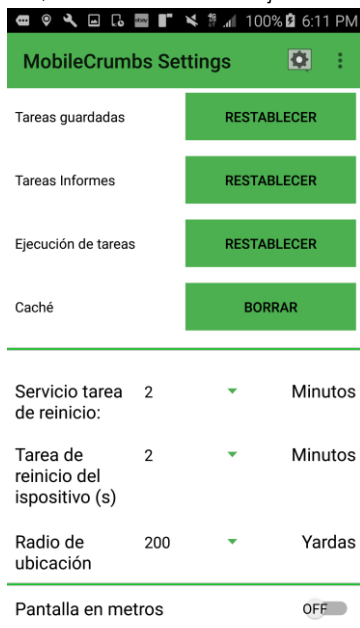 100% 6:11 PM
MobileCrumbs Settings
Tareas guardadas RESTABLECER
Tareas Informes RESTABLECER
Ejecución de tareas RESTABLECER
Caché BORRAR
Servicio tarea 2 Minutos
de reinicio:
Tarea de 2 Minutos
reinicio del
ispositivo (s)
Radio de 200 Yardas
ubicación
Pantalla en metros OFF